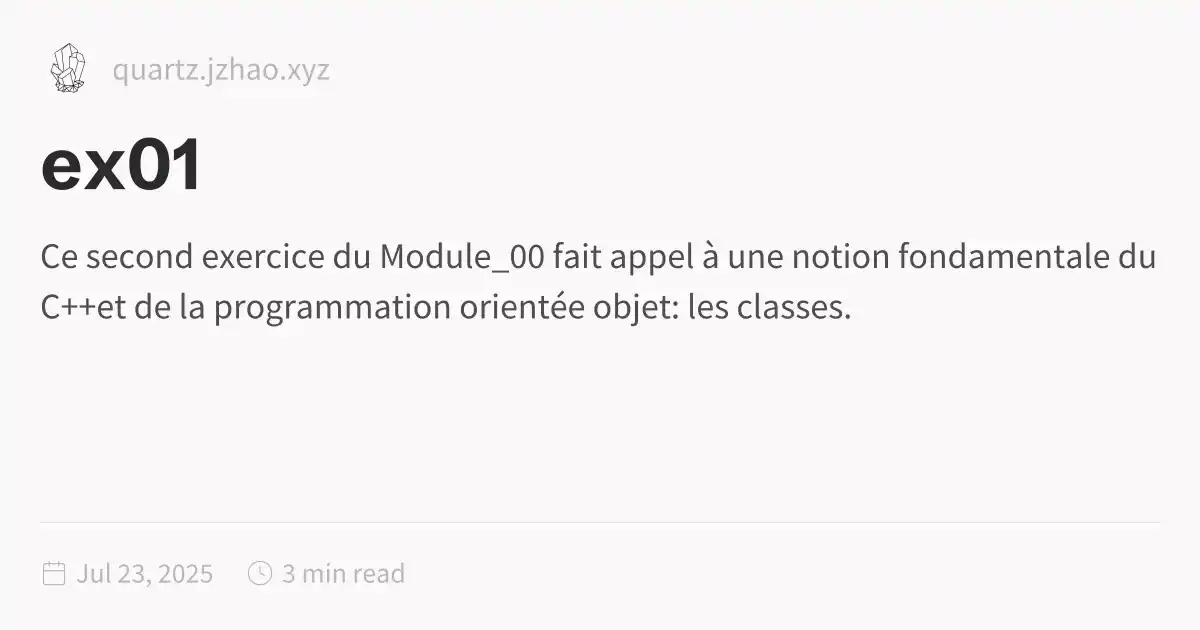 quartz.jzhao.xyz
ex01
Ce second exercice du Module_00 fait appel à une notion fondamentale du
C++et de la programmation orientée objet: les classes.
Jul 23, 2025 3 min read